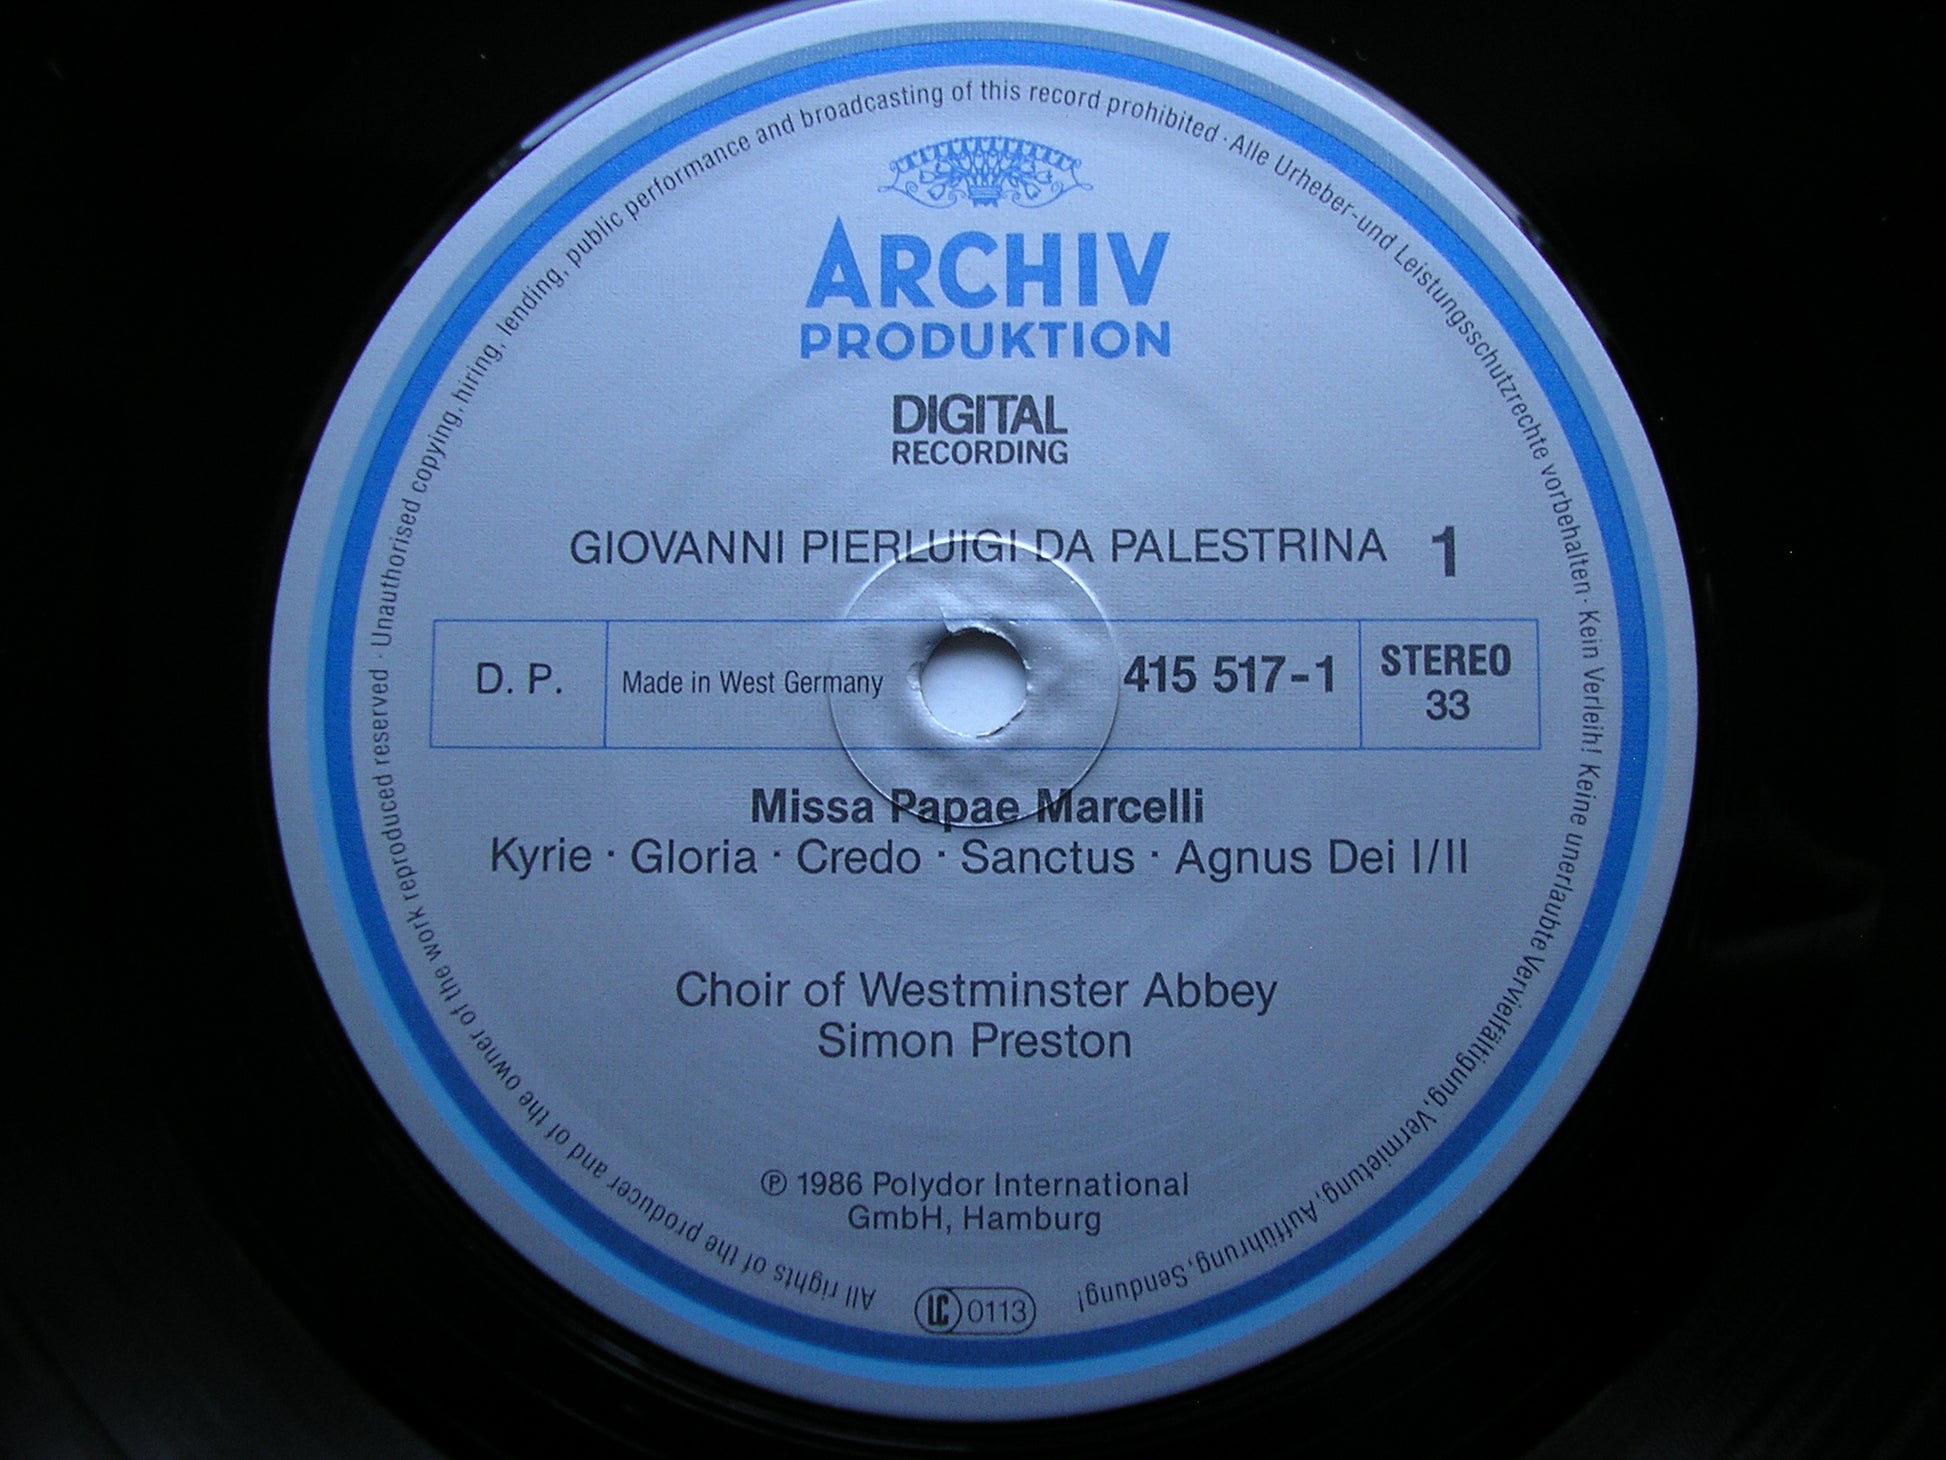 All rights of the producer and of the owner of the work reproduced reserved · Unauthorised copying, hiring, lending, public performance and broadcasting of this record prohibited · Alle Urheber-und Leistungsschutzrechte vorbehalten · Kein Verleih! Keine unerlaubte Vervielfältigung, Vermietung, Aufführung, Sendung!
ARCHIV
PRODUKTION
DIGITAL
RECORDING
GIOVANNI PIERLUIGI DA PALESTRINA 1
D. P. Made in West Germany 415 517-1 STEREO
33
Missa Papae Marcelli
Kyrie · Gloria · Credo · Sanctus · Agnus Dei I/II
Choir of Westminster Abbey
Simon Preston
℗ 1986 Polydor International
GmbH, Hamburg
LC 0113